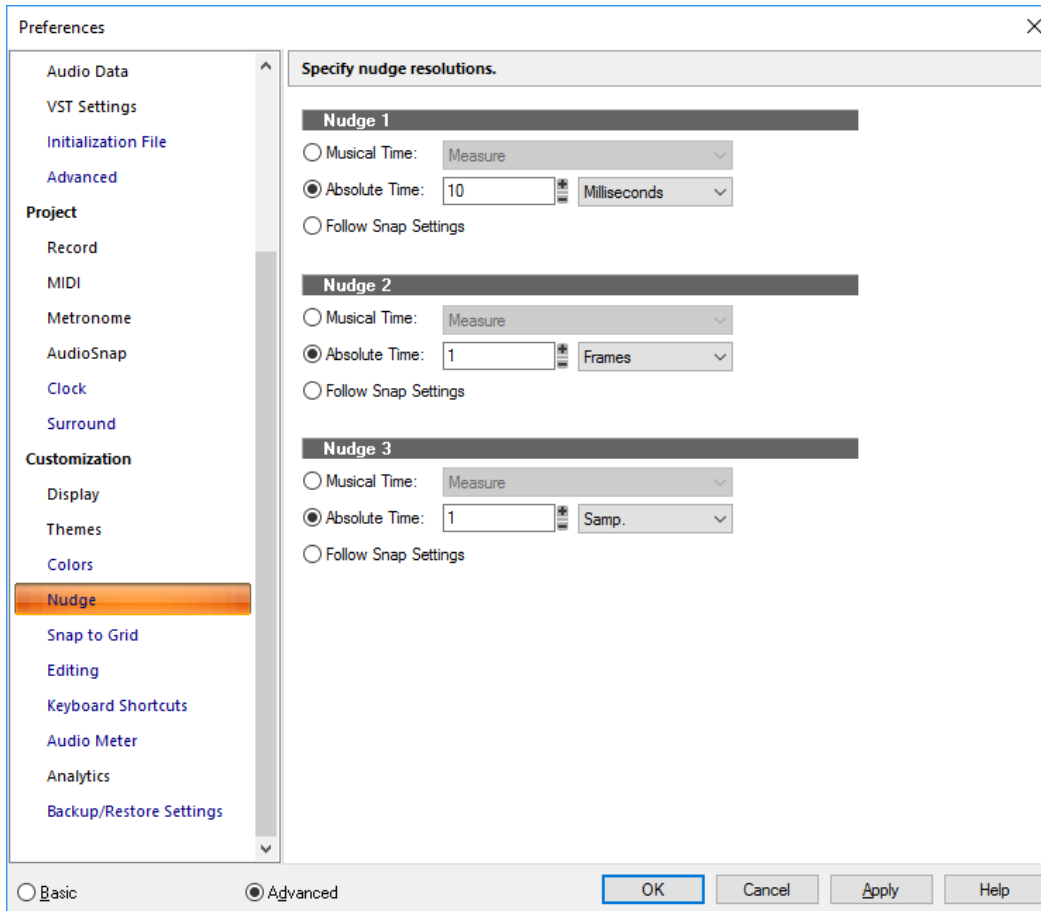 Preferences
Audio Data
VST Settings
Initialization File
Advanced
Project
Record
MIDI
Metronome
AudioSnap
Clock
Surround
Customization
Display
Themes
Colors
Nudge
Snap to Grid
Editing
Keyboard Shortcuts
Audio Meter
Analytics
Backup/Restore Settings
Specify nudge resolutions.
Nudge 1
Musical Time: Measure
Absolute Time: 10 Milliseconds
Follow Snap Settings
Nudge 2
Musical Time: Measure
Absolute Time: 1 Frames
Follow Snap Settings
Nudge 3
Musical Time: Measure
Absolute Time: 1 Samp.
Follow Snap Settings
Basic Advanced OK Cancel Apply Help